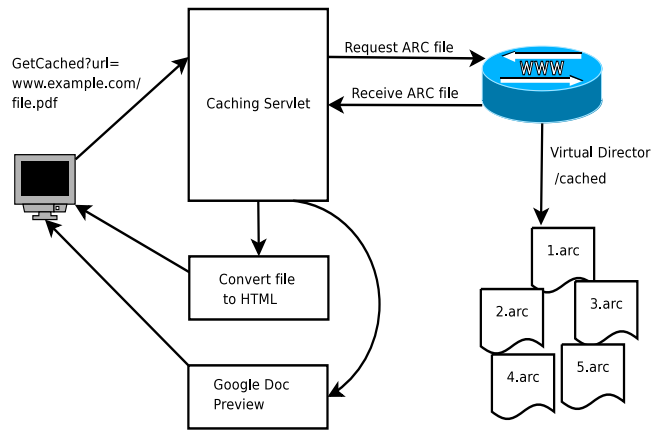 GetCached?url=
www.example.com/
file.pdf
Caching Servlet
Request ARC file
Receive ARC file
WWW
Virtual Director
/cached
Convert file
to HTML
Google Doc
Preview
1.arc
2.arc
3.arc
4.arc
5.arc